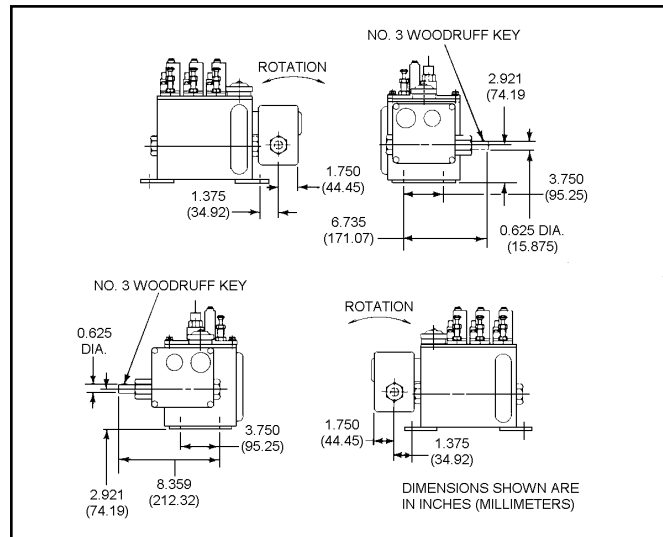 NO. 3 WOODRUFF KEY
ROTATION
2.921
(74.19
1.750
(44.45)
1.375
(34.92)
3.750
(95.25)
6.735
(171.07)
0.625 DIA.
(15.875)
NO. 3 WOODRUFF KEY
ROTATION
0.625
DIA.
3.750
(95.25)
1.750
(44.45)
1.375
(34.92)
2.921
(74.19)
8.359
(212.32)
DIMENSIONS SHOWN ARE
IN INCHES (MILLIMETERS)